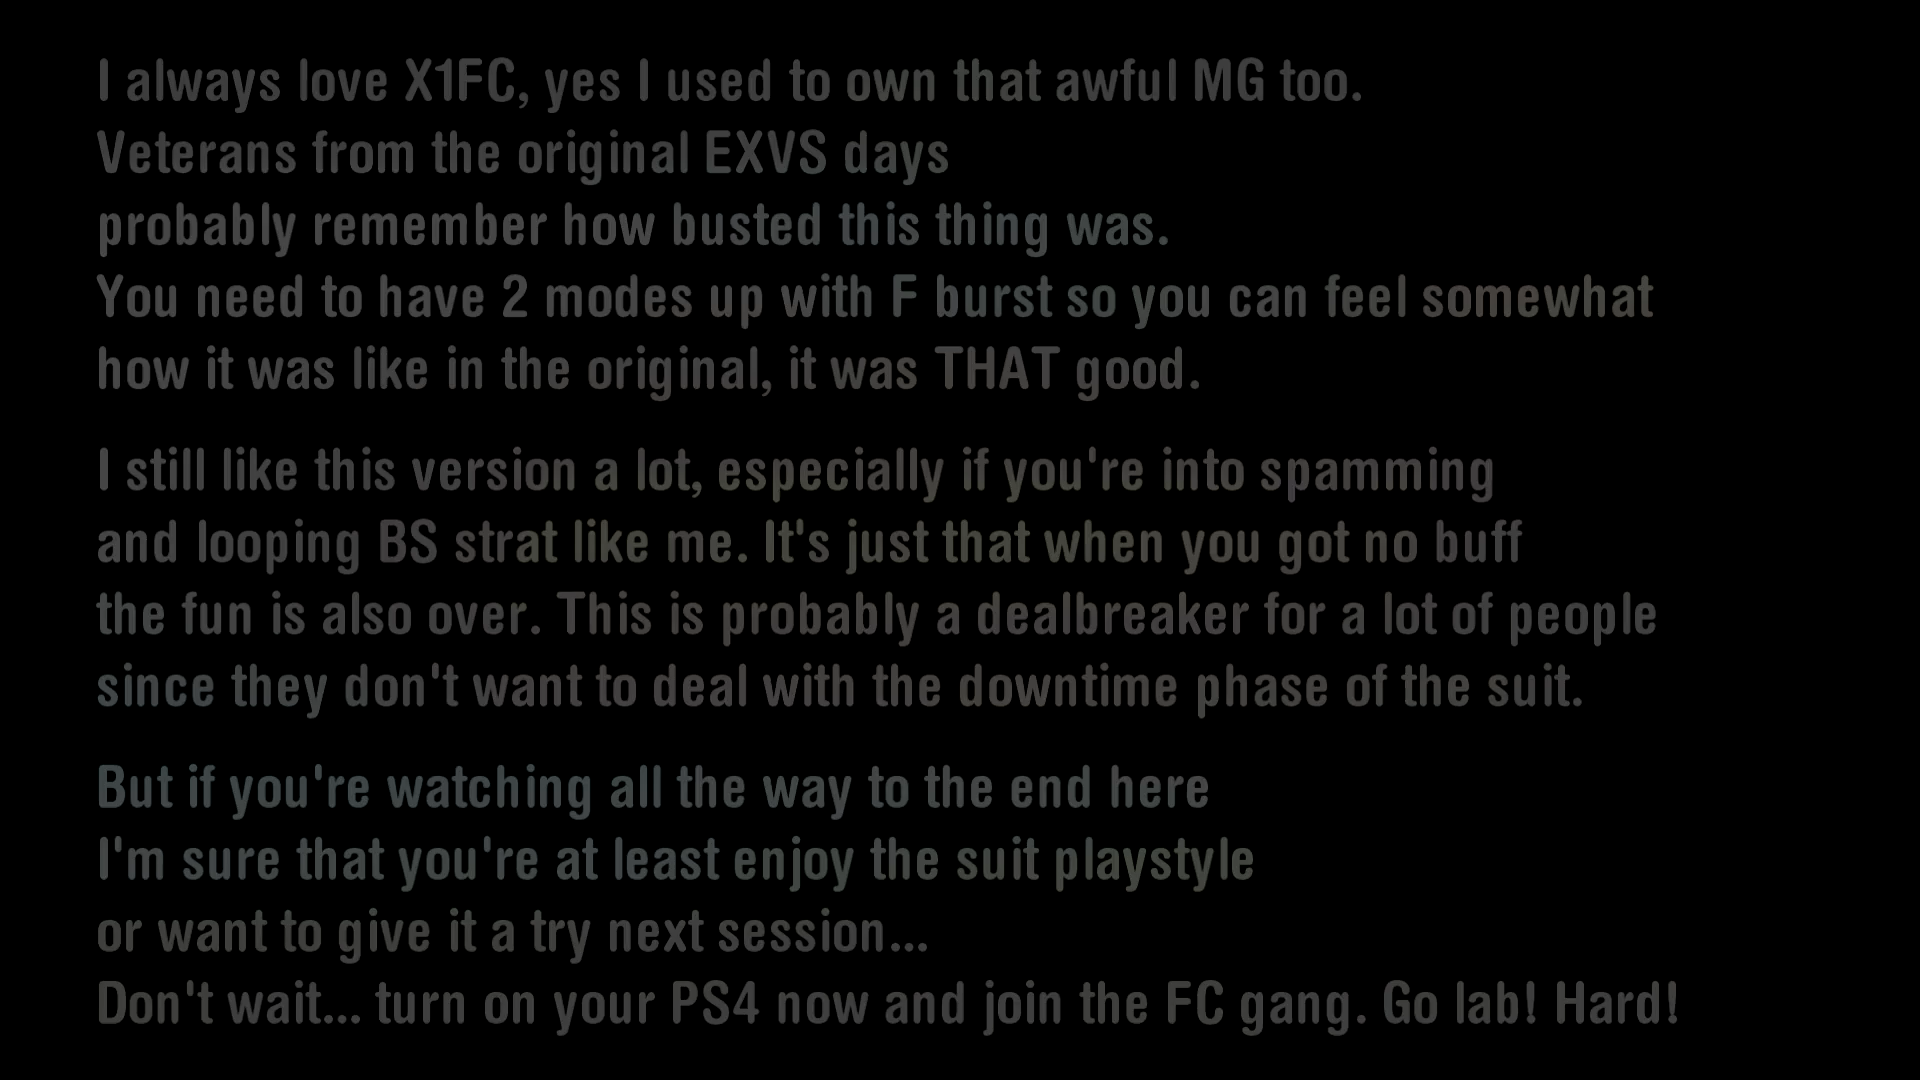 I always love X1FC, yes I used to own that awful MG too.
Veterans from the original EXVS days
probably remember how busted this thing was.
You need to have 2 modes up with F burst so you can feel somewhat
how it was like in the original, it was THAT good.
I still like this version a lot, especially if you're into spamming
and looping BS strat like me. It's just that when you got no buff
the fun is also over. This is probably a dealbreaker for a lot of people
since they don't want to deal with the downtime phase of the suit.
But if you're watching all the way to the end here
I'm sure that you're at least enjoy the suit playstyle
or want to give it a try next session...
Don't wait... turn on your PS4 now and join the FC gang. Go lab! Hard!